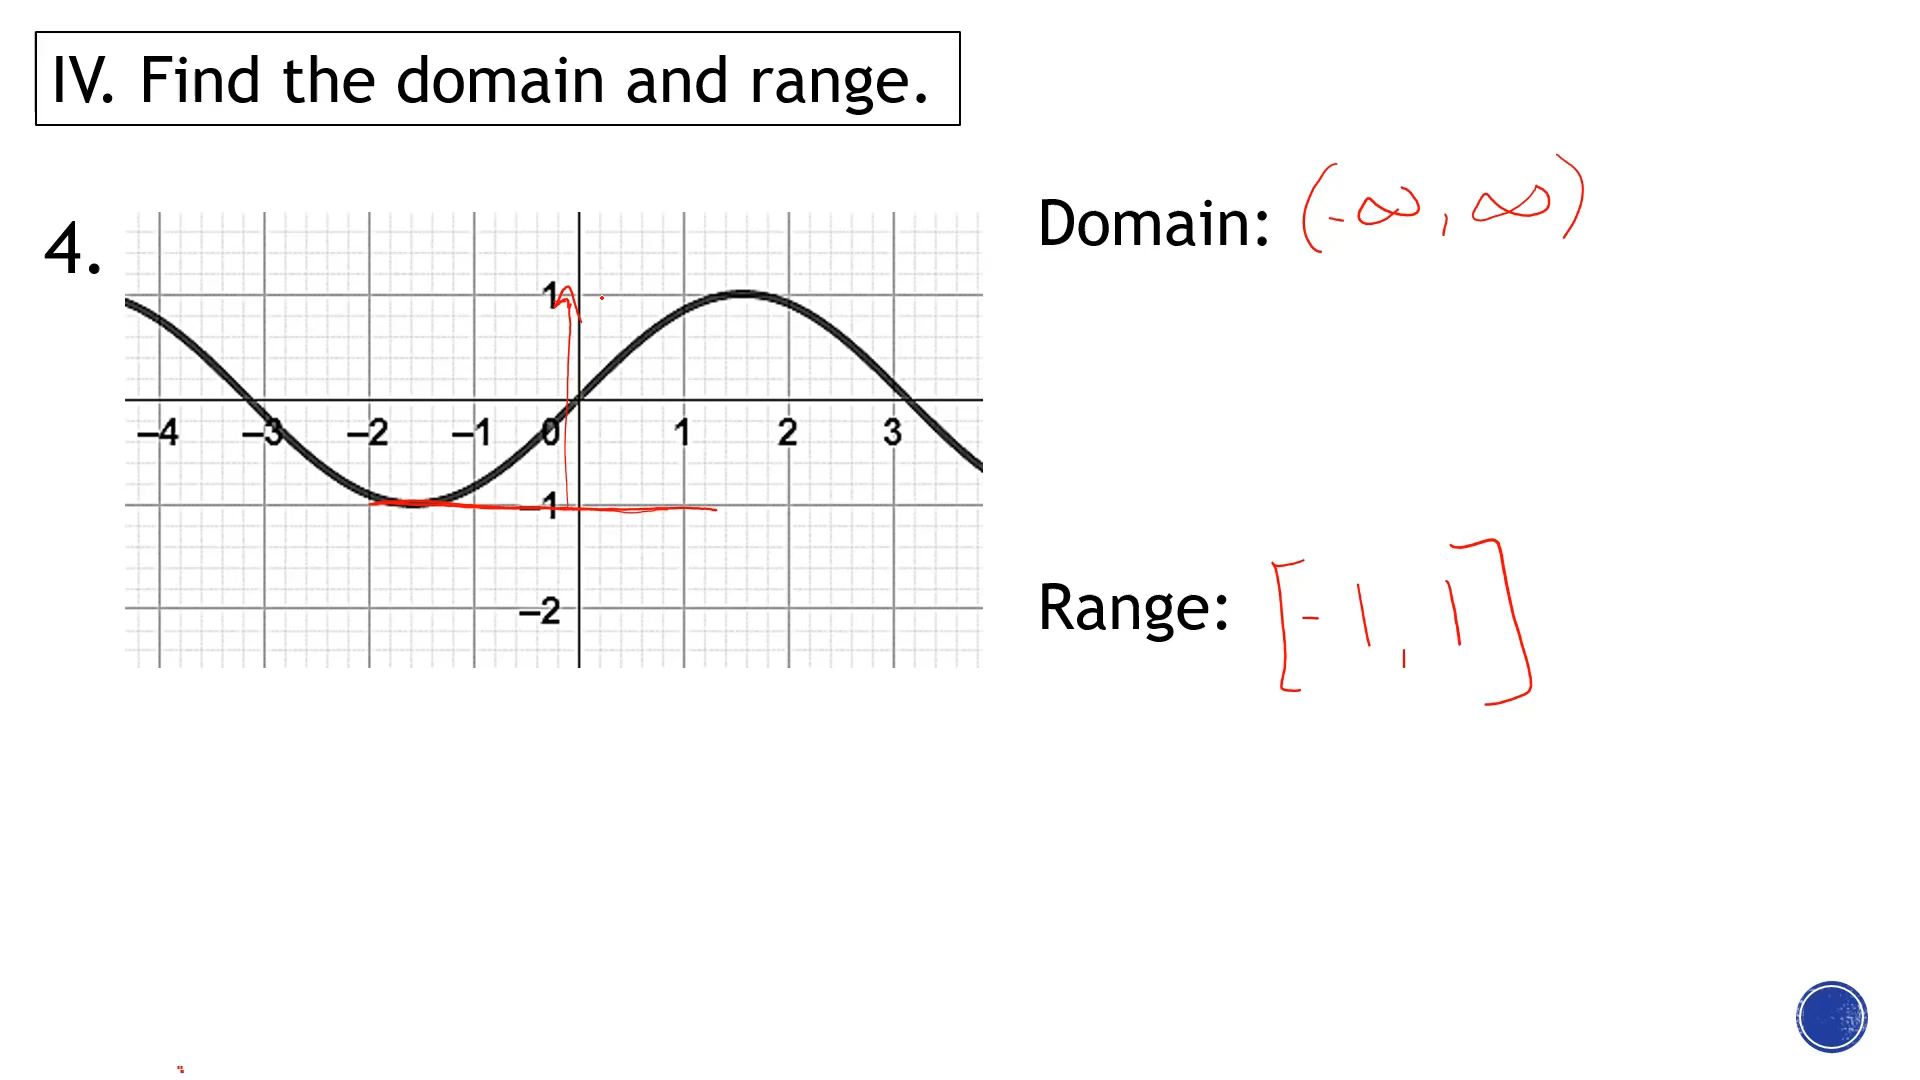 IV. Find the domain and range.
Domain: (-∞, ∞)
4.
1
–4 –3 –2 –1 0 1 2 3
–1
–2
Range: [-1, 1]